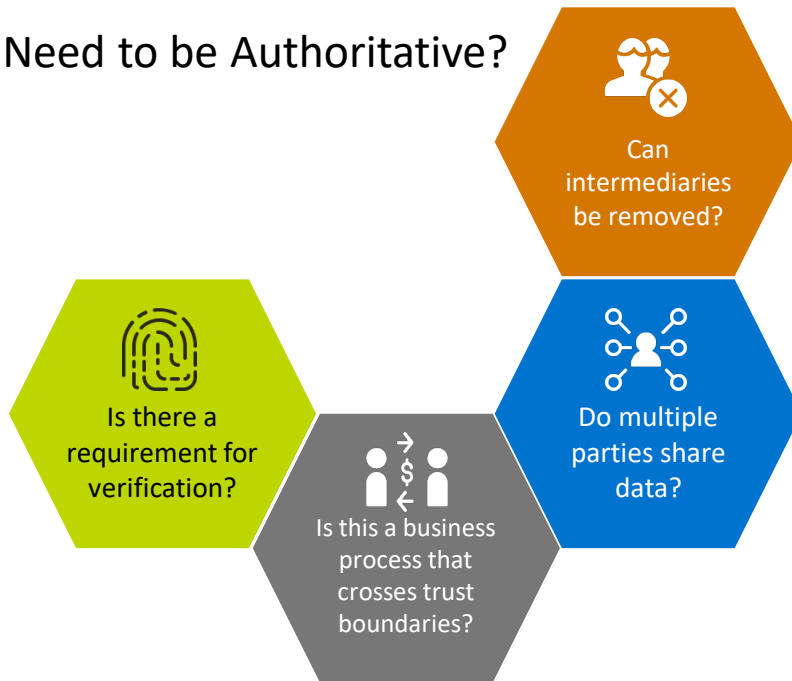 Need to be Authoritative?
Can
intermediaries
be removed?
Is there a
requirement for
verification?
Do multiple
parties share
data?
$
Is this a business
process that
crosses trust
boundaries?